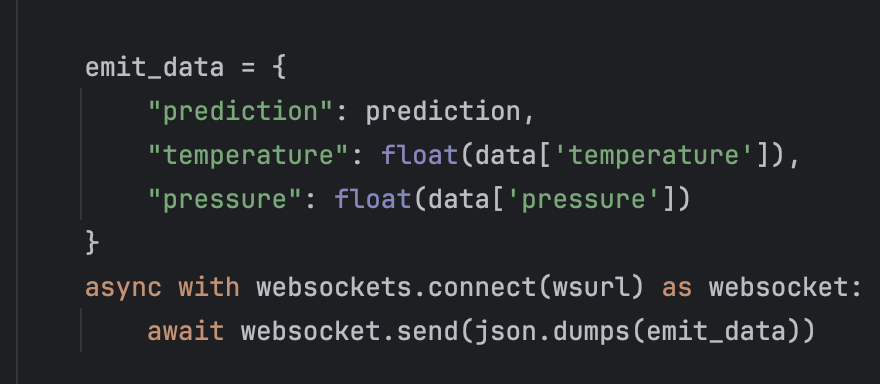 emit_data = {
    "prediction": prediction,
    "temperature": float(data['temperature']),
    "pressure": float(data['pressure'])
}
async with websockets.connect(wsurl) as websocket:
    await websocket.send(json.dumps(emit_data))